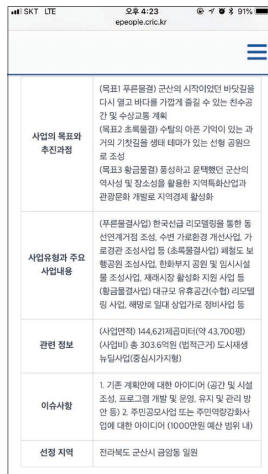 SKT LTE 오후 4:23 91%
epeople.cric.kr
사업의 목표와
추진과정
(목표1 푸른물결) 군산의 시작이었던 바닷길을
다시 열고 바다를 가깝게 즐길 수 있는 친수공
간 및 수상교통 계획
(목표2 초록물결) 수탈의 아픈 기억이 있는 과
거의 기찻길을 생태 테마가 있는 선형 공원으
로 조성
(목표3 황금물결) 풍성하고 윤택했던 군산의
역사성 및 장소성을 활용한 지역특화산업과
관광문화 개발로 지역경제 활성화
사업유형과 주요
사업내용
(푸른물결사업) 한국선급 리모델링을 통한 동
선연계거점 조성, 수변 가로환경 개선사업, 가
로경관 조성사업 등 (초록물결사업) 폐철도 보
행공원 조성사업, 한화부지 공원 및 임시시설
물 조성사업, 재래시장 활성화 지원 사업 등
(황금물결사업) 대규모 유휴공간(수협) 리모델
링 사업, 해망로 일대 상업가로 정비사업 등
관련 정보
(사업면적) 144,621제곱미터(약 43,700평)
(사업비) 총 303.6억원 (법적근거) 도시재생
뉴딜사업(중심시가지형)
이슈사항
1. 기존 계획안에 대한 아이디어 (공간 및 시설
조성, 프로그램 개발 및 운영, 유지 및 관리 방
안 등) 2. 주민공모사업 또는 주민역량강화사
업에 대한 아이디어 (1000만원 예산 범위 내)
선정 지역
전라북도 군산시 금암동 일원